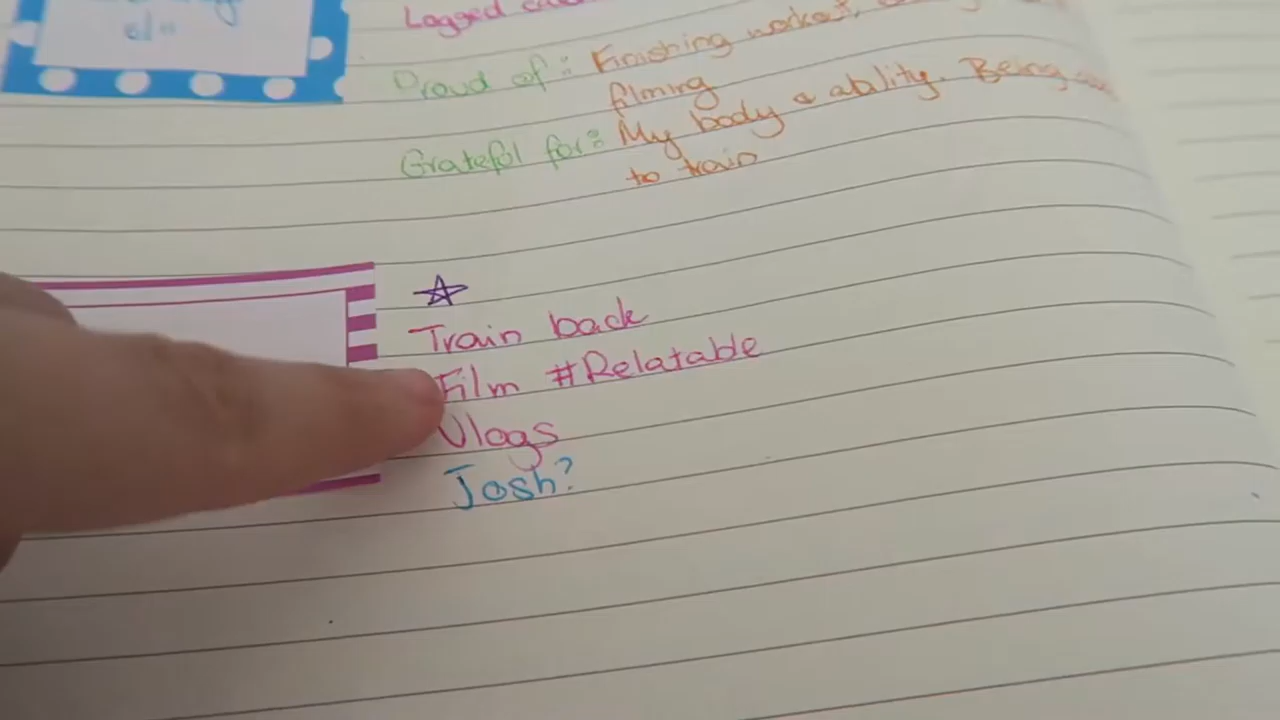 Logged
Proud of: Finishing workout,
filming
Grateful for: My body & ability. Being
to train
Train back
Film #Relatable
Vlogs
Josh?